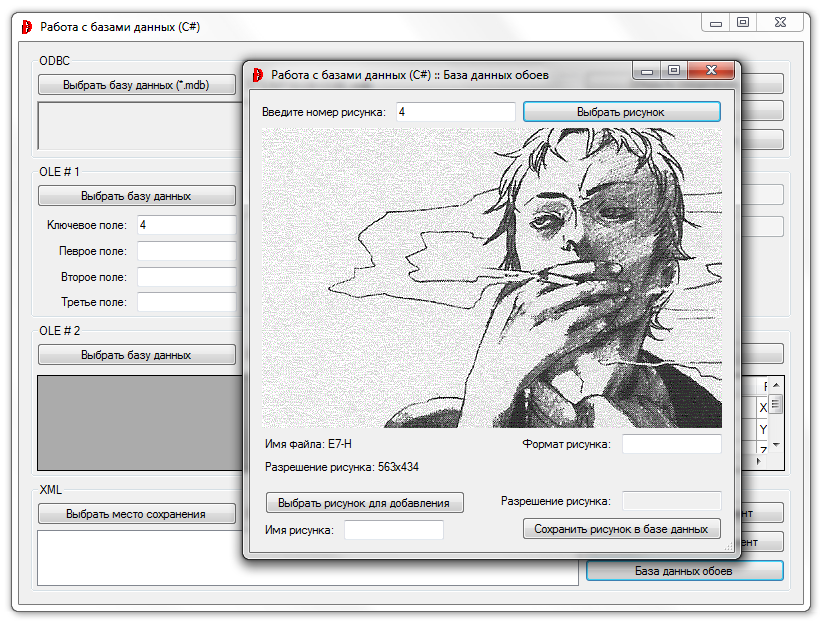 Работа с базами данных (C#)
ODBC
Выбрать базу данных (*.mdb)
OLE # 1
Выбрать базу данных
Ключевое поле: 4
Певрое поле:
Второе поле:
Третье поле:
OLE # 2
Выбрать базу данных
X
Y
Z
XML
Выбрать место сохранения
нт
ент
База данных обоев
Работа с базами данных (C#) :: База данных обоев
Введите номер рисунка: 4 Выбрать рисунок
Имя файла: E7-H Формат рисунка:
Разрешение рисунка: 563x434
Выбрать рисунок для добавления Разрешение рисунка:
Имя рисунка: Сохранить рисунок в базе данных